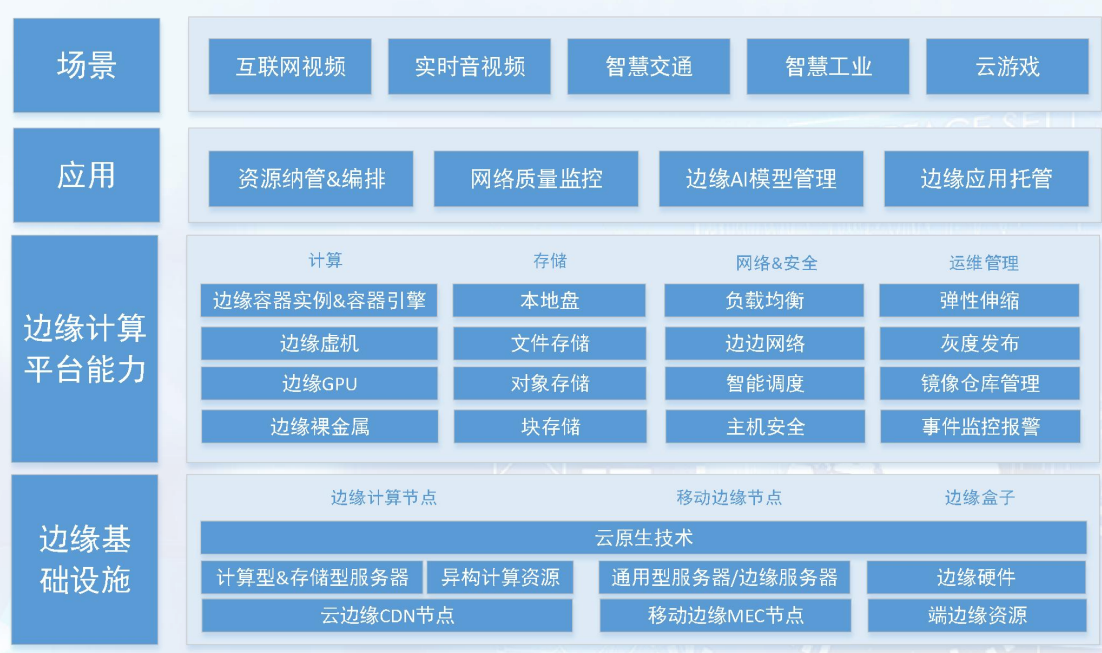 场景
互联网视频
实时音视频
智慧交通
智慧工业
云游戏
应用
资源纳管&编排
网络质量监控
边缘AI模型管理
边缘应用托管
边缘计算
平台能力
计算
存储
网络&安全
运维管理
边缘容器实例&容器引擎
本地盘
负载均衡
弹性伸缩
边缘虚机
文件存储
边边网络
灰度发布
边缘GPU
对象存储
智能调度
镜像仓库管理
边缘裸金属
块存储
主机安全
事件监控报警
边缘基
础设施
边缘计算节点
移动边缘节点
边缘盒子
云原生技术
计算型&存储型服务器
异构计算资源
通用型服务器/边缘服务器
边缘硬件
云边缘CDN节点
移动边缘MEC节点
端边缘资源